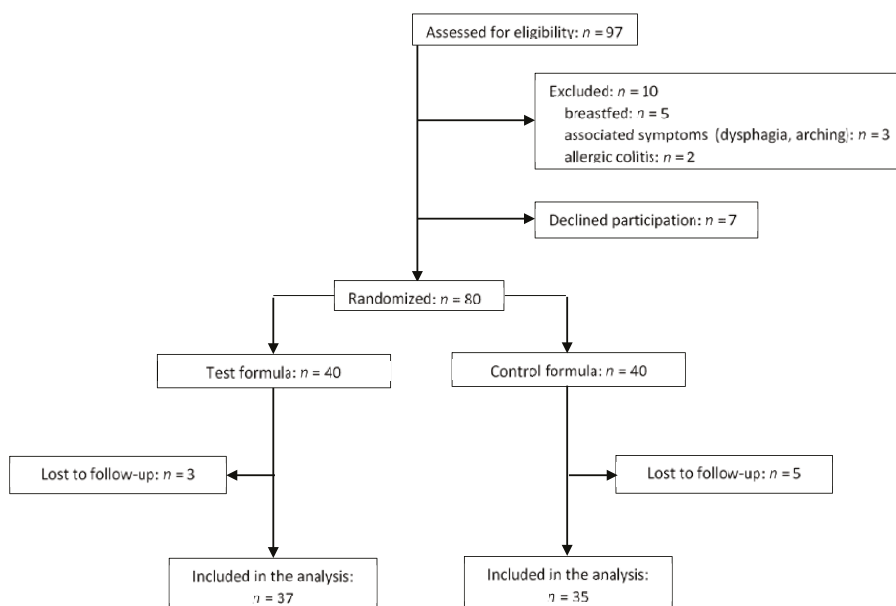 Assessed for eligibility: n = 97
Excluded: n = 10
breastfed: n = 5
associated symptoms (dysphagia, arching): n = 3
allergic colitis: n = 2
Declined participation: n = 7
Randomized: n = 80
Test formula: n = 40
Control formula: n = 40
Lost to follow-up: n = 3
Lost to follow-up: n = 5
Included in the analysis:
n = 37
Included in the analysis:
n = 35